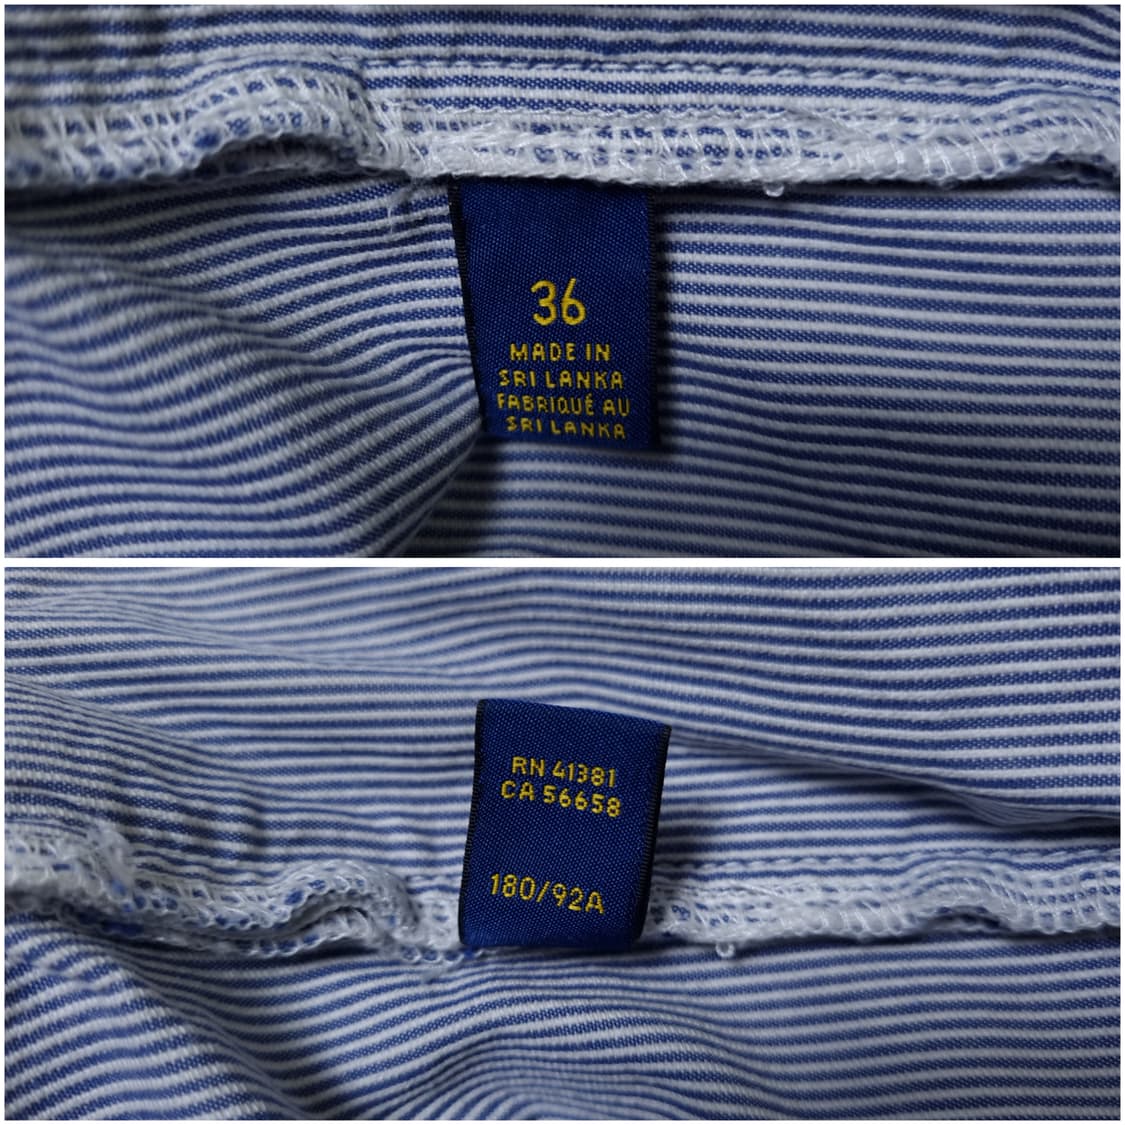 36
MADE IN
SRI LANKA
FABRIQUÉ AU
SRI LANKA
RN 41381
CA 56658
180/92A